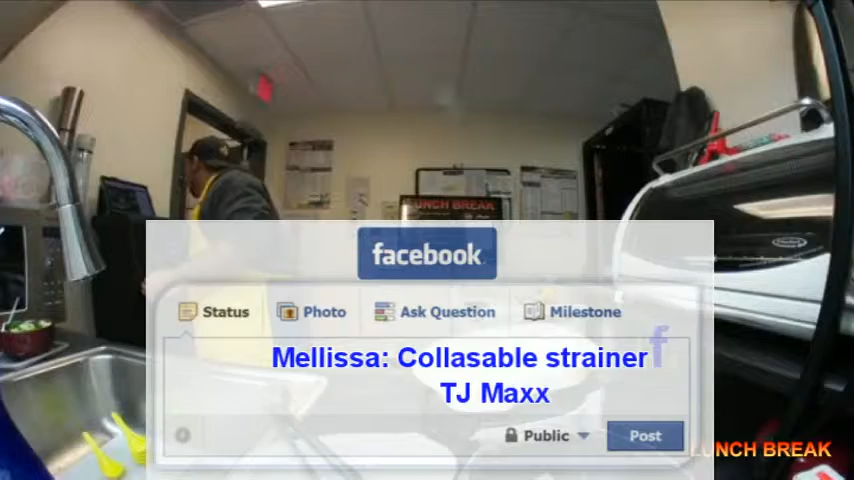 LUNCH BREAK
facebook
Status
Photo
Ask Question
Milestone
Mellissa: Collasable strainer
TJ Maxx
Public
Post
LUNCH BREAK